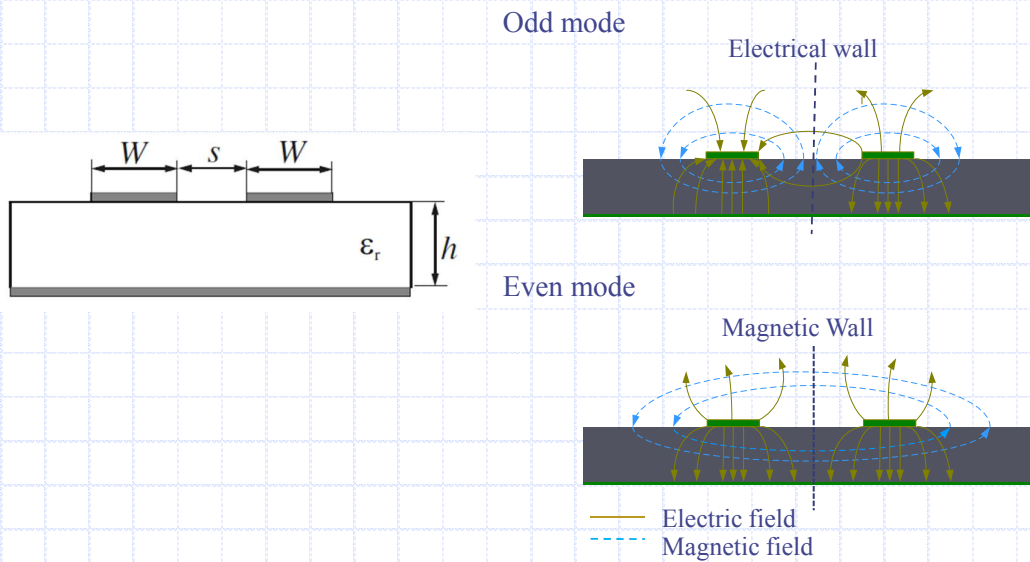 Odd mode
Electrical wall
W s W
εr h
Even mode
Magnetic Wall
Electric field
Magnetic field